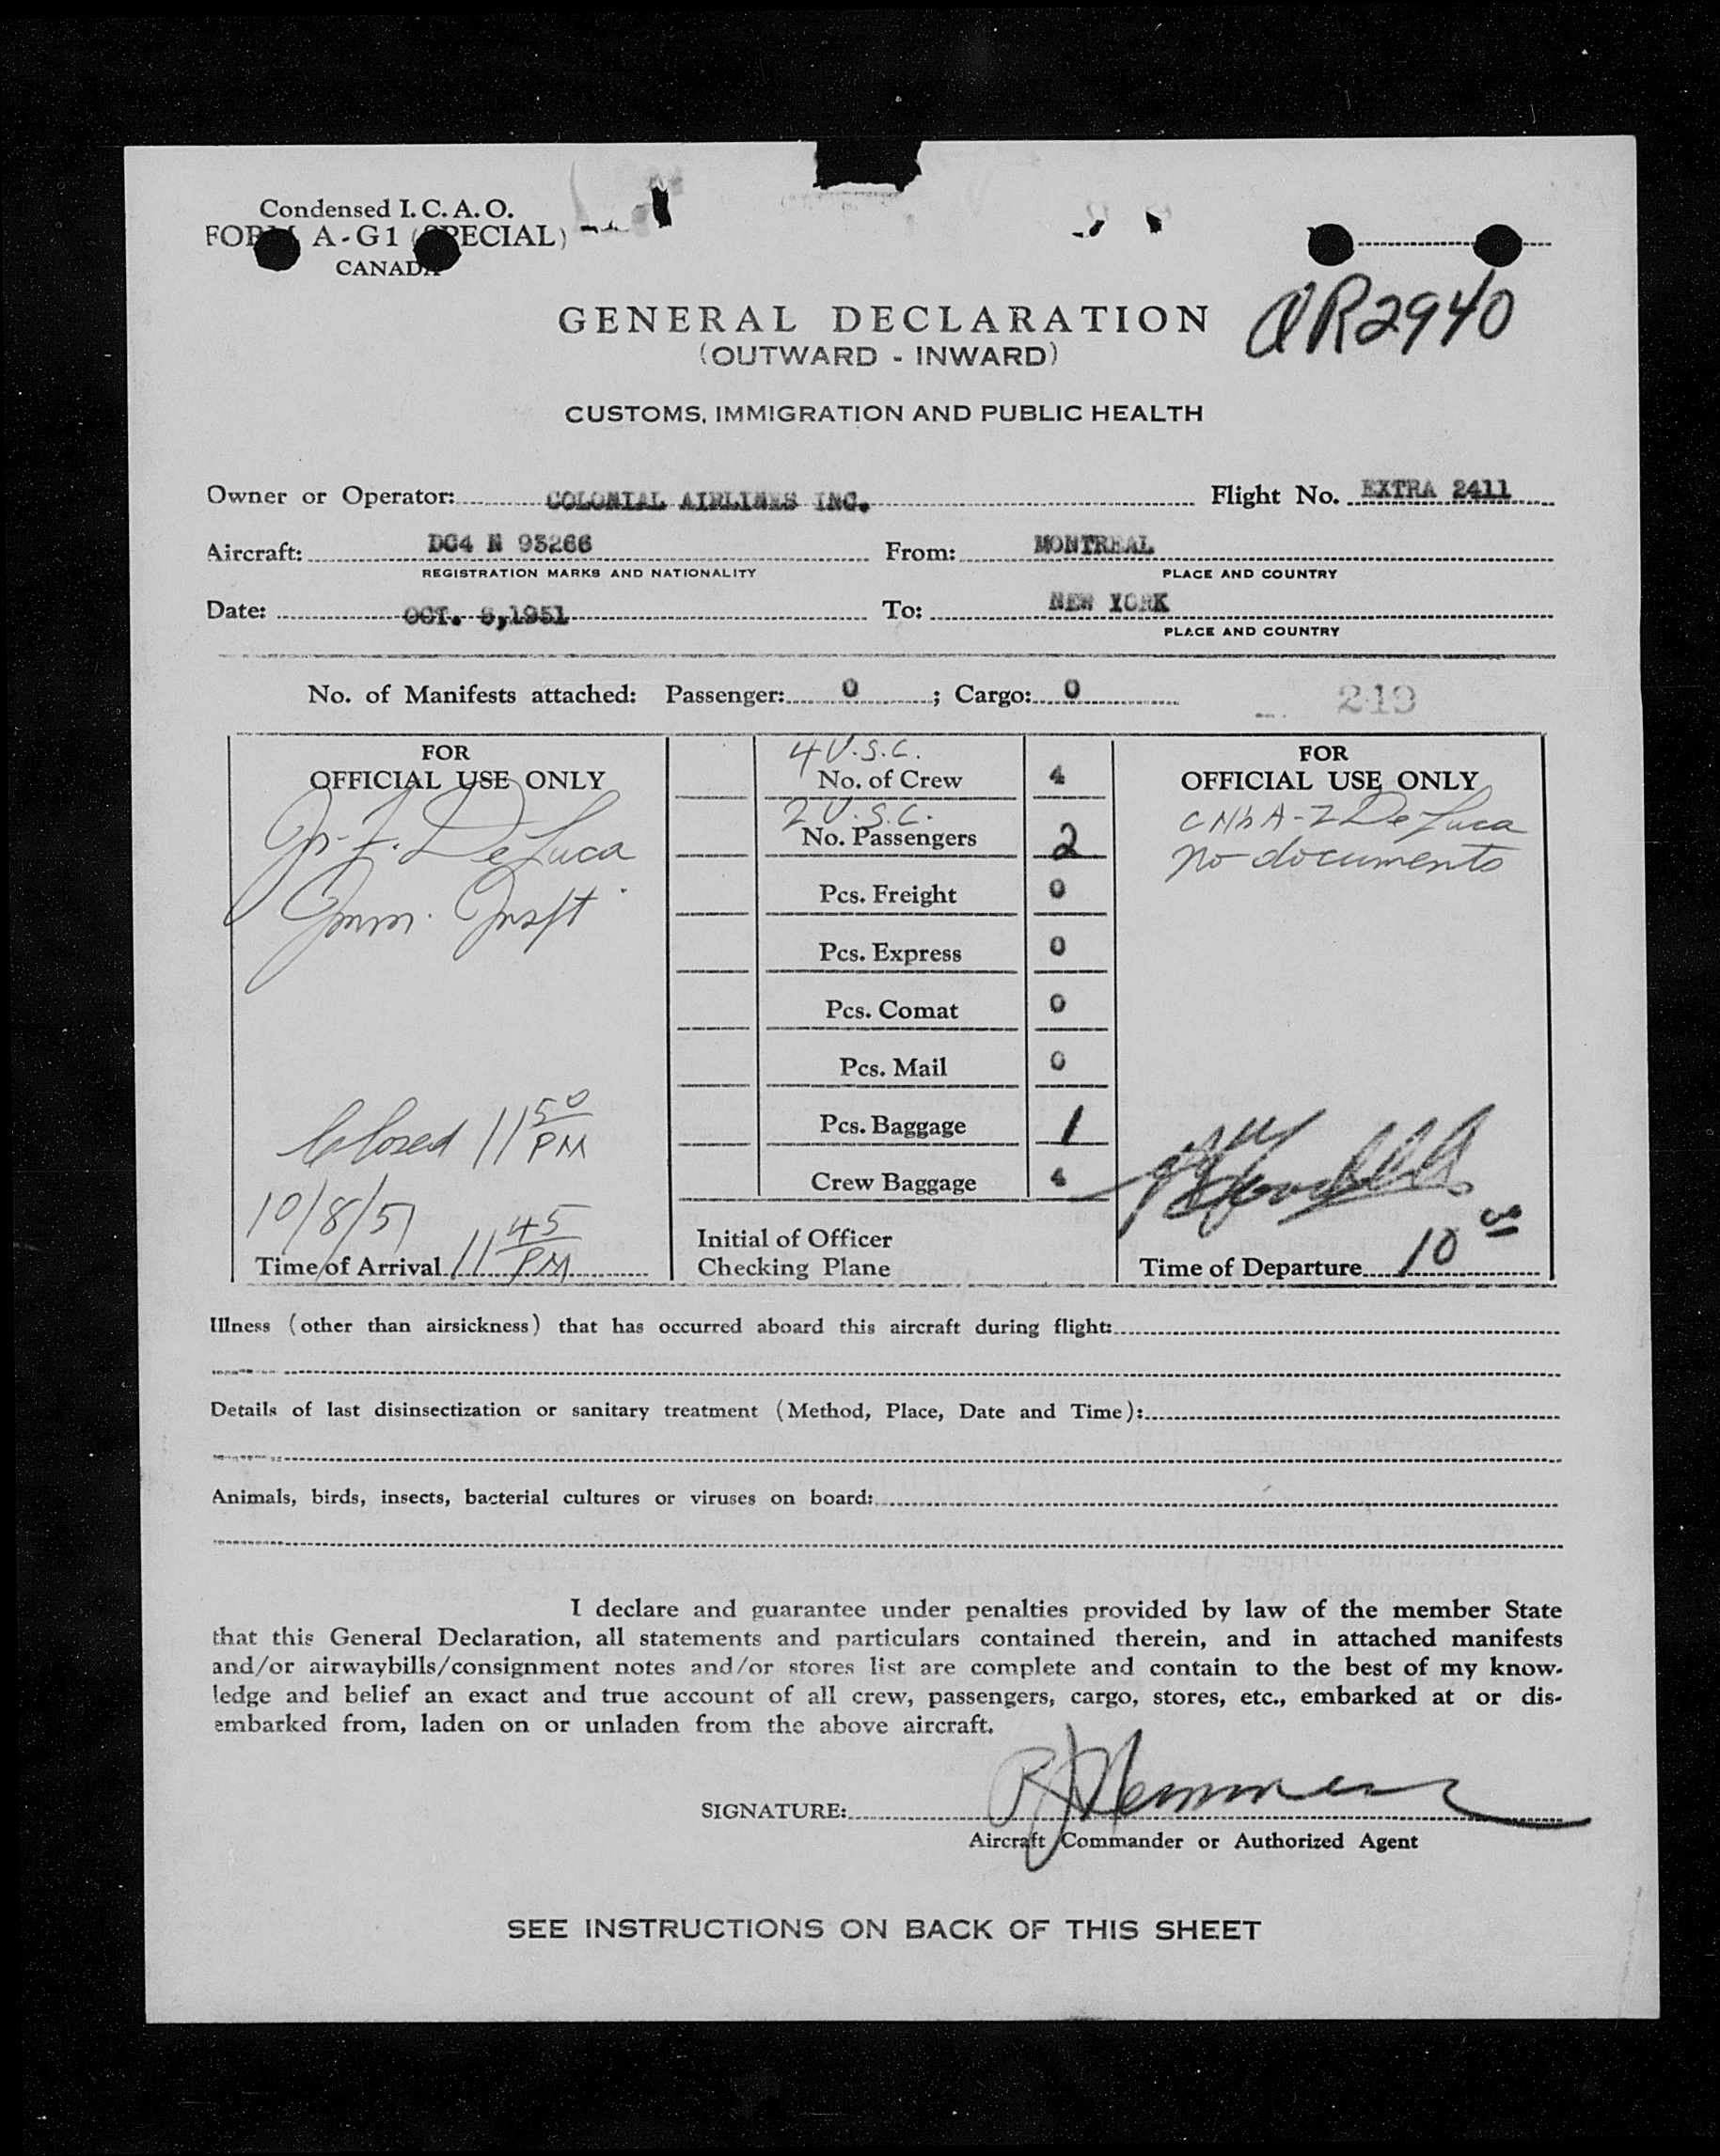 Condensed I. C. A. O.
FORM A-G1 (SPECIAL)
CANADA
GENERAL DECLARATION
(OUTWARD - INWARD)
AR2940
CUSTOMS, IMMIGRATION AND PUBLIC HEALTH
Owner or Operator: COLONIAL AIRLINES INC. Flight No. EXTRA 2411
Aircraft: DC4 N 95266 From: MONTREAL
REGISTRATION MARKS AND NATIONALITY PLACE AND COUNTRY
Date: OCT. 8,1951 To: NEW YORK
PLACE AND COUNTRY
No. of Manifests attached: Passenger: 0 ; Cargo: 0 219
FOR
OFFICIAL USE ONLY
De Luca
Imm. Inspt.
Closed 11 50 PM
10/8/51
Time of Arrival 11 45 PM
4 U.S.C.
No. of Crew 4
2 U.S.C.
No. Passengers 2
Pcs. Freight 0
Pcs. Express 0
Pcs. Comat 0
Pcs. Mail 0
Pcs. Baggage 1
Crew Baggage 4
Initial of Officer
Checking Plane
FOR
OFFICIAL USE ONLY
De Luca
no documents
Time of Departure 10
Illness (other than airsickness) that has occurred aboard this aircraft during flight:
Details of last disinsectization or sanitary treatment (Method, Place, Date and Time):
Animals, birds, insects, bacterial cultures or viruses on board:
I declare and guarantee under penalties provided by law of the member State
that this General Declaration, all statements and particulars contained therein, and in attached manifests
and/or airwaybills/consignment notes and/or stores list are complete and contain to the best of my know-
ledge and belief an exact and true account of all crew, passengers, cargo, stores, etc., embarked at or dis-
embarked from, laden on or unladen from the above aircraft.
SIGNATURE:
Aircraft Commander or Authorized Agent
SEE INSTRUCTIONS ON BACK OF THIS SHEET